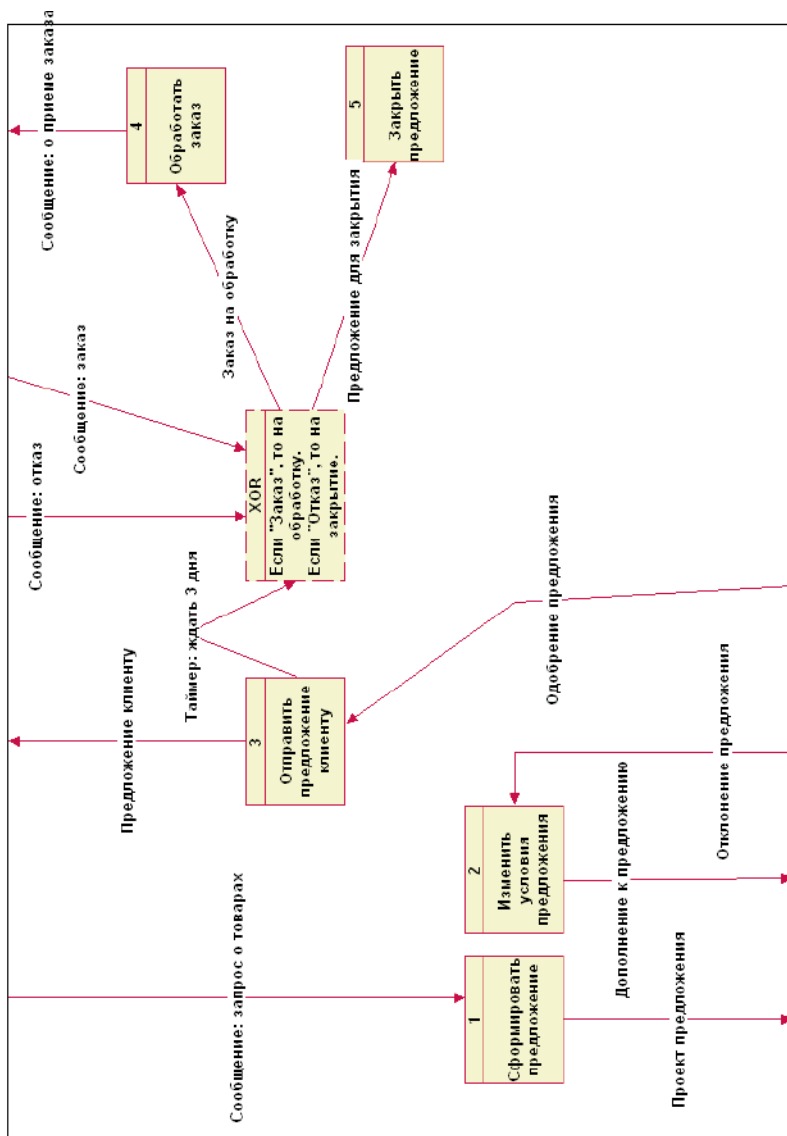 Сообщение: запрос о товарах
1
Сформировать
предложение
Проект предложения
2
Изменить
условия
предложения
Дополнение к предложению
Отклонение предложения
Предложение клиенту
3
Отправить
предложение
клиенту
Таймер: ждать 3 дня
Одобрение предложения
Сообщение: отказ
Сообщение: заказ
XOR
Если "Заказ", то на
обработку.
Если "Отказ", то на
закрытие.
Заказ на обработку
Предложение для закрытия
Сообщение: о приеме заказа
4
Обработать
заказ
5
Закрыть
предложение